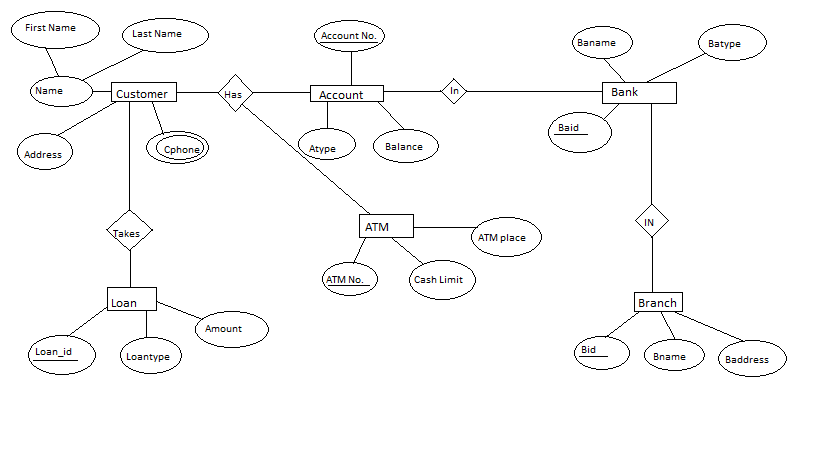 First Name
Last Name
Account No.
Baname
Batype
Name
Customer
Has
Account
In
Bank
Address
Cphone
Atype
Balance
Baid
Takes
ATM
ATM place
IN
ATM No.
Cash Limit
Loan
Branch
Amount
Loan_id
Loantype
Bid
Bname
Baddress